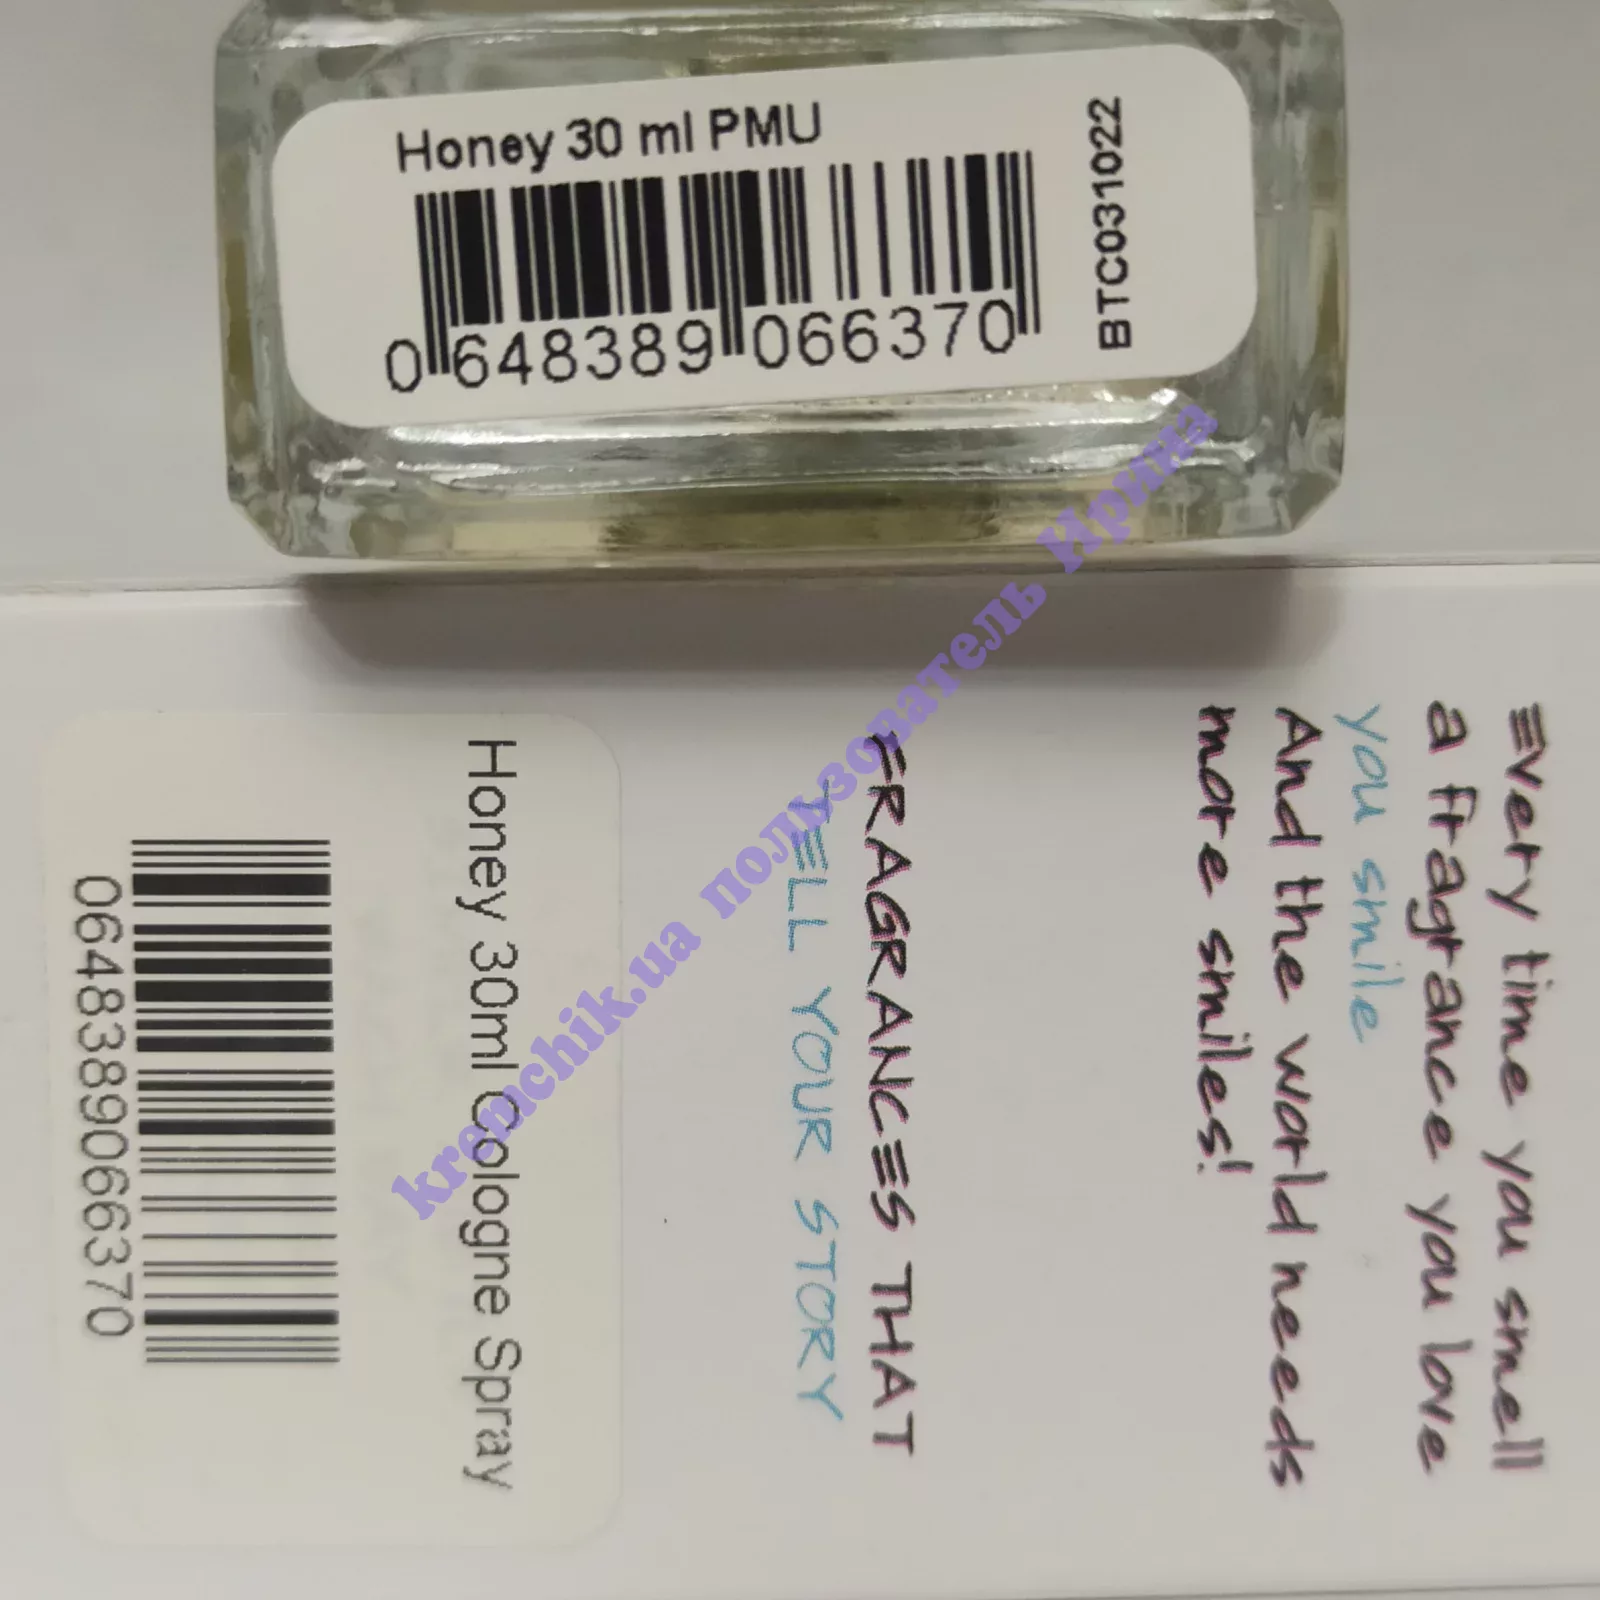 Honey 30 ml PMU
0 648389 066370
BTC031022
Every time you smell
a fragrance you love
you smile
And the world needs
more smiles!
FRAGRANCES THAT
TELL YOUR STORY
Honey 30ml Cologne Spray
0648389066370
kremchik.ua пользователь Ирина